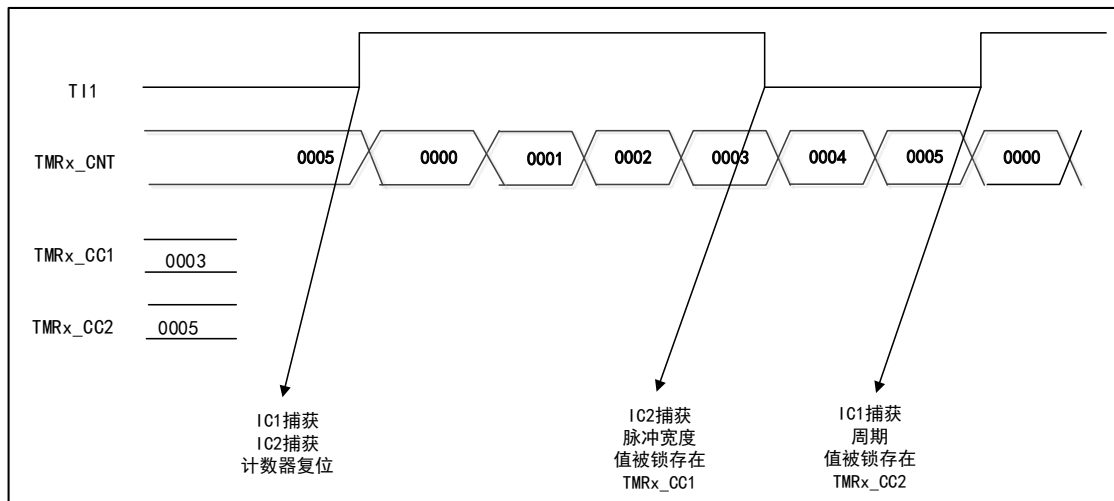 TI1
TMRx_CNT 0005 0000 0001 0002 0003 0004 0005 0000
TMRx_CC1 0003
TMRx_CC2 0005
IC1捕获
IC2捕获
计数器复位
IC2捕获
脉冲宽度
值被锁存在
TMRx_CC1
IC1捕获
周期
值被锁存在
TMRx_CC2